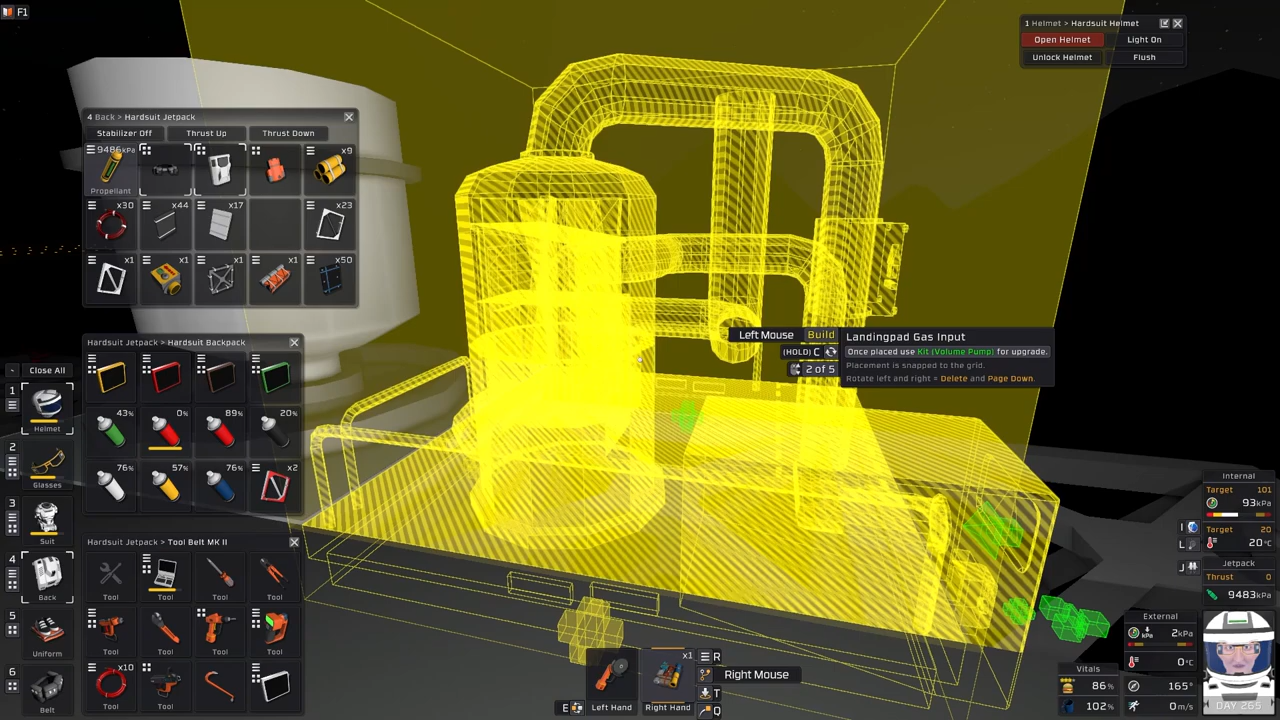 F1
1 Helmet > Hardsuit Helmet
Open Helmet
Light On
Unlock Helmet
Flush
4 Back > Hardsuit Jetpack
Stabilizer Off
Thrust Up
Thrust Down
9486kPa
x9
Propellant
x30
x44
x17
x23
x1
x1
x1
x1
x50
Left Mouse
Build
Landingpad Gas Input
Once placed use Kit (Volume Pump) for upgrade.
(HOLD) C
2 of 5
Placement is snapped to the grid.
Rotate left and right = Delete and Page Down.
Hardsuit Jetpack > Hardsuit Backpack
43%
0%
89%
20%
76%
57%
76%
x2
~
Close All
1
Helmet
2
Glasses
3
Suit
4
Back
5
Uniform
6
Belt
Hardsuit Jetpack > Tool Belt MK II
Tool
Tool
Tool
Tool
Tool
Tool
Tool
Tool
x10
Tool
Tool
Tool
Tool
E
Left Hand
x1
Right Hand
R
Right Mouse
T
Q
Internal
Target 101
93kPa
Target 20
20°C
I
L
Jetpack
J
Thrust 0
9483kPa
External
kPa
2kPa
0°C
Vitals
86%
165°
102%
0m/s
DAY 265